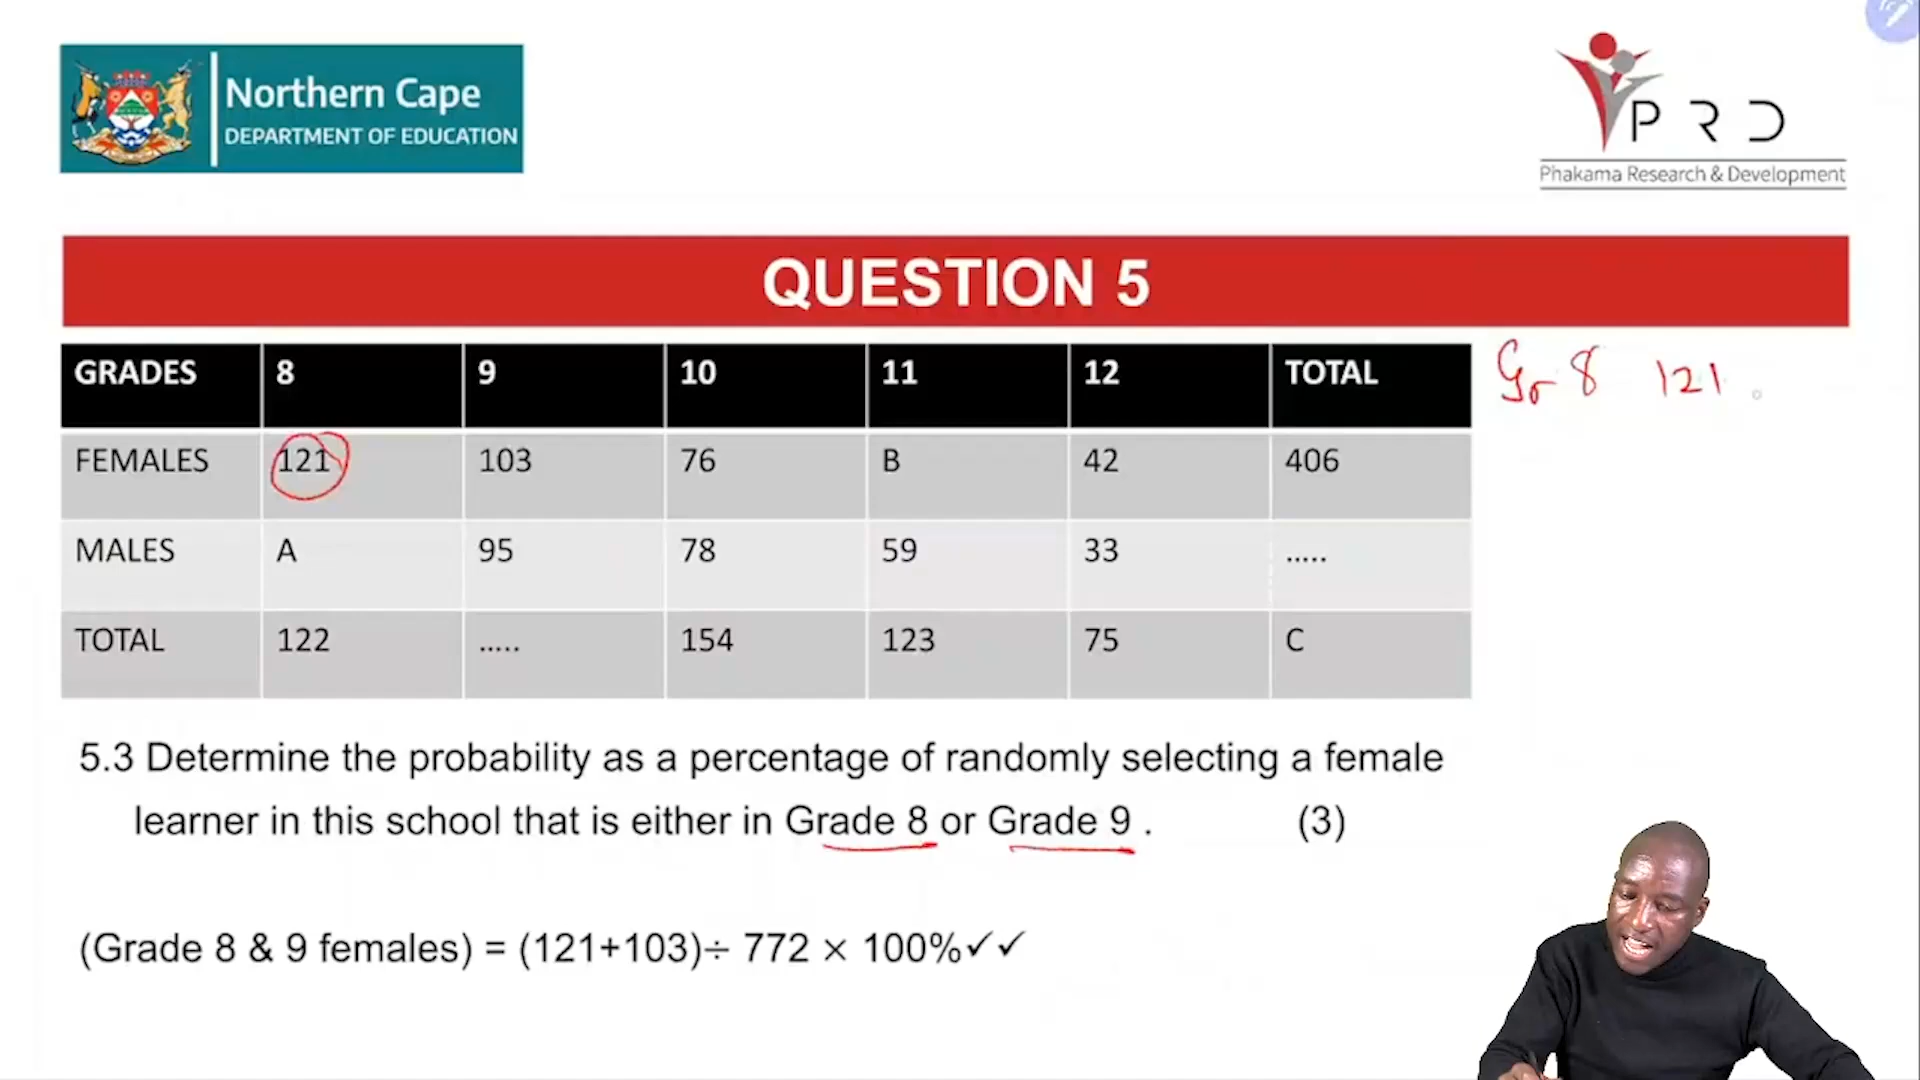 Northern Cape
DEPARTMENT OF EDUCATION
PRD
Phakama Research & Development
QUESTION 5
GRADES 8 9 10 11 12 TOTAL
Gr 8 121
FEMALES 121 103 76 B 42 406
MALES A 95 78 59 33 .....
TOTAL 122 ..... 154 123 75 C
5.3 Determine the probability as a percentage of randomly selecting a female
learner in this school that is either in Grade 8 or Grade 9 . (3)
(Grade 8 & 9 females) = (121+103)÷ 772 × 100%✓✓